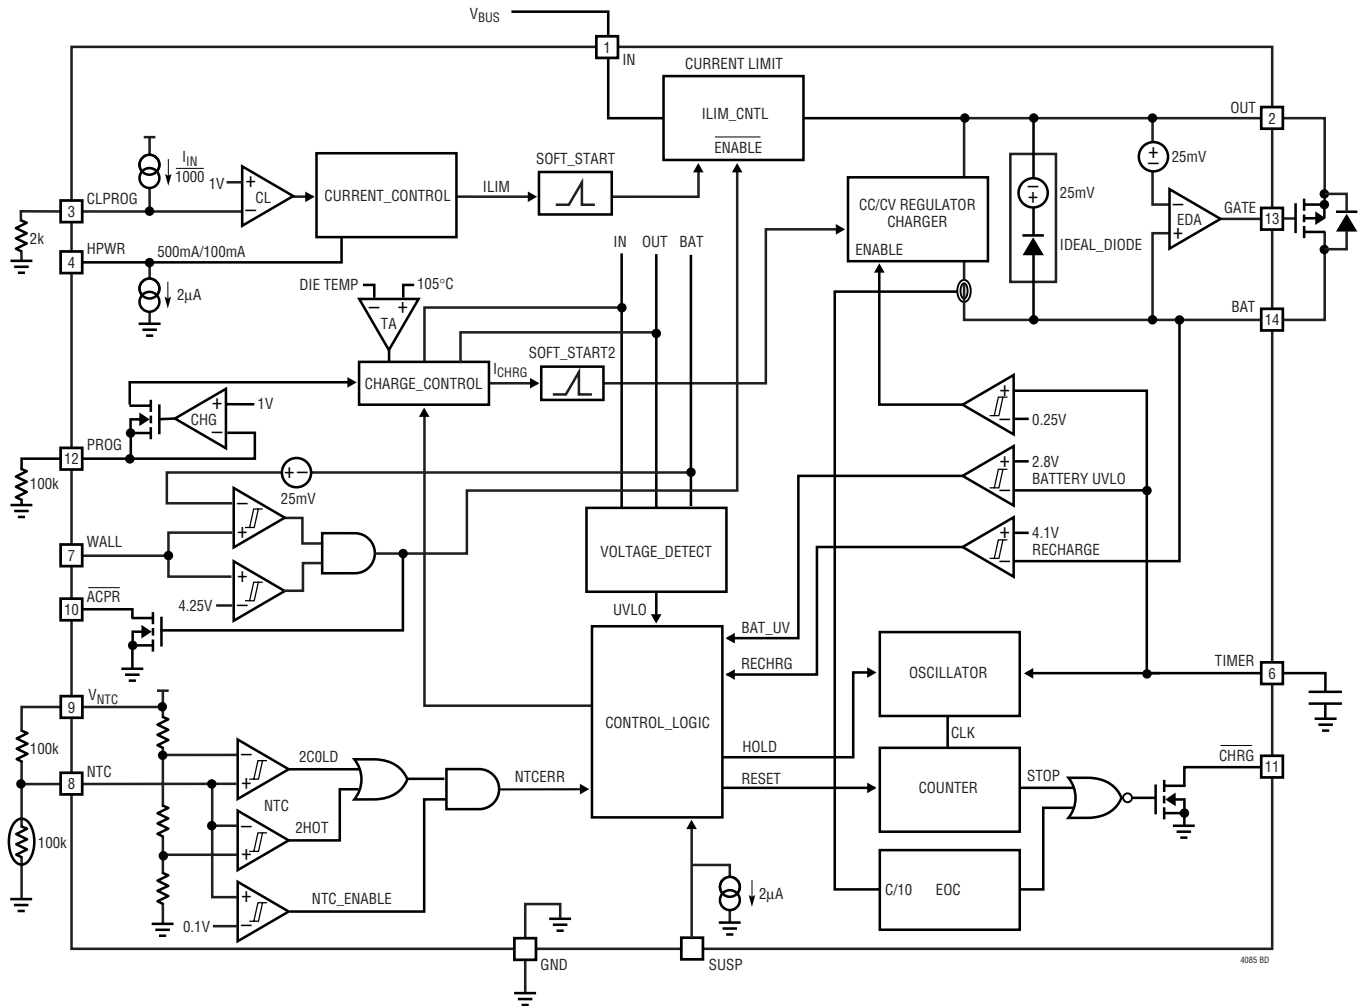 VBUS
1
IN
CURRENT LIMIT
ILIM_CNTL
ENABLE
OUT
2
IIN
1000
1V
+
CL
−
CLPROG
3
2k
CURRENT_CONTROL
ILIM
SOFT_START
HPWR
4
500mA/100mA
2µA
CC/CV REGULATOR
CHARGER
ENABLE
+
−
25mV
−
+
25mV
IDEAL_DIODE
−
EDA
+
GATE
13
BAT
14
IN
OUT
BAT
DIE TEMP
105°C
−
+
TA
CHARGE_CONTROL
ICHRG
SOFT_START2
+
CHG
−
1V
PROG
12
100k
+ −
25mV
+
−
0.25V
+
−
2.8V
BATTERY UVLO
+
−
4.1V
RECHARGE
WALL
7
−
+
+
−
4.25V
ACPR
10
VOLTAGE_DETECT
UVLO
BAT_UV
RECHRG
CONTROL_LOGIC
HOLD
RESET
OSCILLATOR
CLK
COUNTER
STOP
C/10
EOC
TIMER
6
CHRG
11
VNTC
9
100k
NTC
8
100k
−
+
2C0LD
NTC
−
+
2HOT
+
−
0.1V
NTC_ENABLE
NTCERR
2µA
GND
SUSP
4085 BD